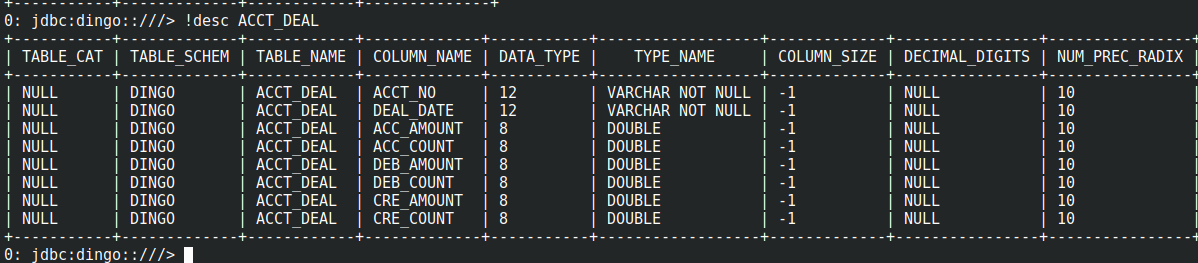 +-----------+-------------+------------+-------------+--------------+
0: jdbc:dingo::///> !desc ACCT_DEAL
+-----------+-------------+------------+-------------+-----------+------------------+-------------+----------------+----------------+
| TABLE_CAT | TABLE_SCHEM | TABLE_NAME | COLUMN_NAME | DATA_TYPE | TYPE_NAME | COLUMN_SIZE | DECIMAL_DIGITS | NUM_PREC_RADIX |
+-----------+-------------+------------+-------------+-----------+------------------+-------------+----------------+----------------+
| NULL | DINGO | ACCT_DEAL | ACCT_NO | 12 | VARCHAR NOT NULL | -1 | NULL | 10
| NULL | DINGO | ACCT_DEAL | DEAL_DATE | 12 | VARCHAR NOT NULL | -1 | NULL | 10
| NULL | DINGO | ACCT_DEAL | ACC_AMOUNT | 8 | DOUBLE | -1 | NULL | 10
| NULL | DINGO | ACCT_DEAL | ACC_COUNT | 8 | DOUBLE | -1 | NULL | 10
| NULL | DINGO | ACCT_DEAL | DEB_AMOUNT | 8 | DOUBLE | -1 | NULL | 10
| NULL | DINGO | ACCT_DEAL | DEB_COUNT | 8 | DOUBLE | -1 | NULL | 10
| NULL | DINGO | ACCT_DEAL | CRE_AMOUNT | 8 | DOUBLE | -1 | NULL | 10
| NULL | DINGO | ACCT_DEAL | CRE_COUNT | 8 | DOUBLE | -1 | NULL | 10
+-----------+-------------+------------+-------------+-----------+------------------+-------------+----------------+----------------+
0: jdbc:dingo::///>